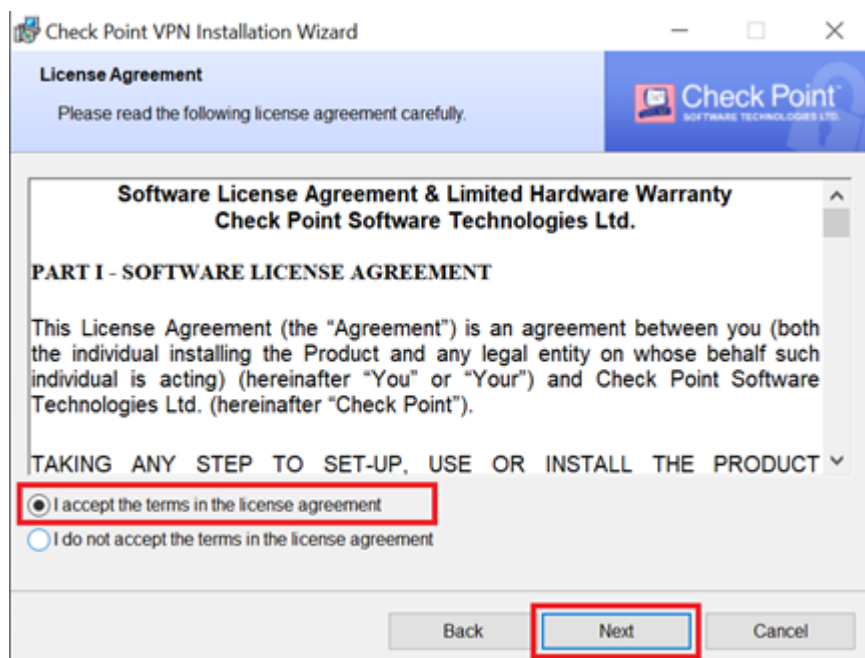 Check Point VPN Installation Wizard
License Agreement
Please read the following license agreement carefully.
Check Point
SOFTWARE TECHNOLOGIES LTD.
Software License Agreement & Limited Hardware Warranty
Check Point Software Technologies Ltd.
PART I - SOFTWARE LICENSE AGREEMENT
This License Agreement (the “Agreement”) is an agreement between you (both
the individual installing the Product and any legal entity on whose behalf such
individual is acting) (hereinafter “You” or “Your”) and Check Point Software
Technologies Ltd. (hereinafter “Check Point”).
TAKING ANY STEP TO SET-UP, USE OR INSTALL THE PRODUCT
I accept the terms in the license agreement
I do not accept the terms in the license agreement
Back Next Cancel